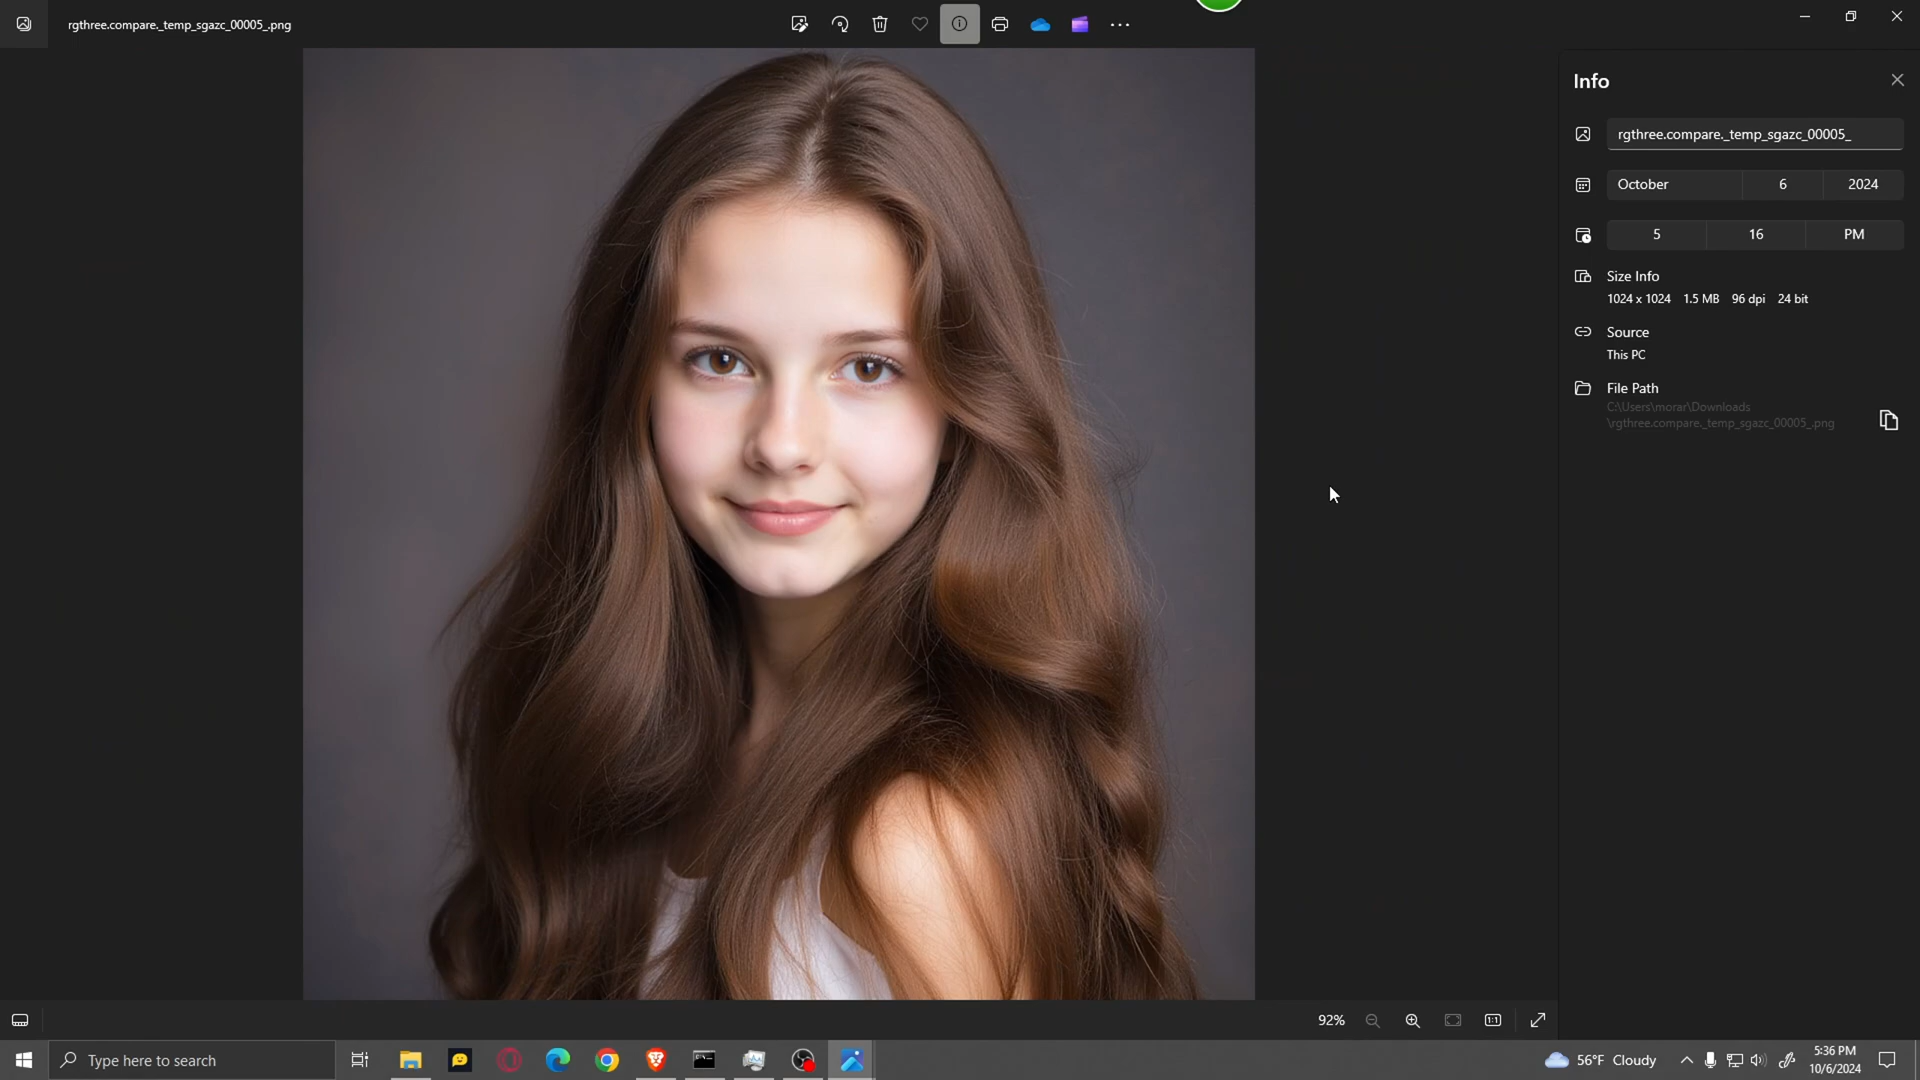 rgthree.compare._temp_sgazc_00005_.png
Info
rgthree.compare._temp_sgazc_00005_
October 6 2024
5 16 PM
Size Info
1024 x 1024 1.5 MB 96 dpi 24 bit
Source
This PC
File Path
C:\Users\morar\Downloads
\rgthree.compare._temp_sgazc_00005_.png
92%
1:1
Type here to search
56°F Cloudy
5:36 PM
10/6/2024